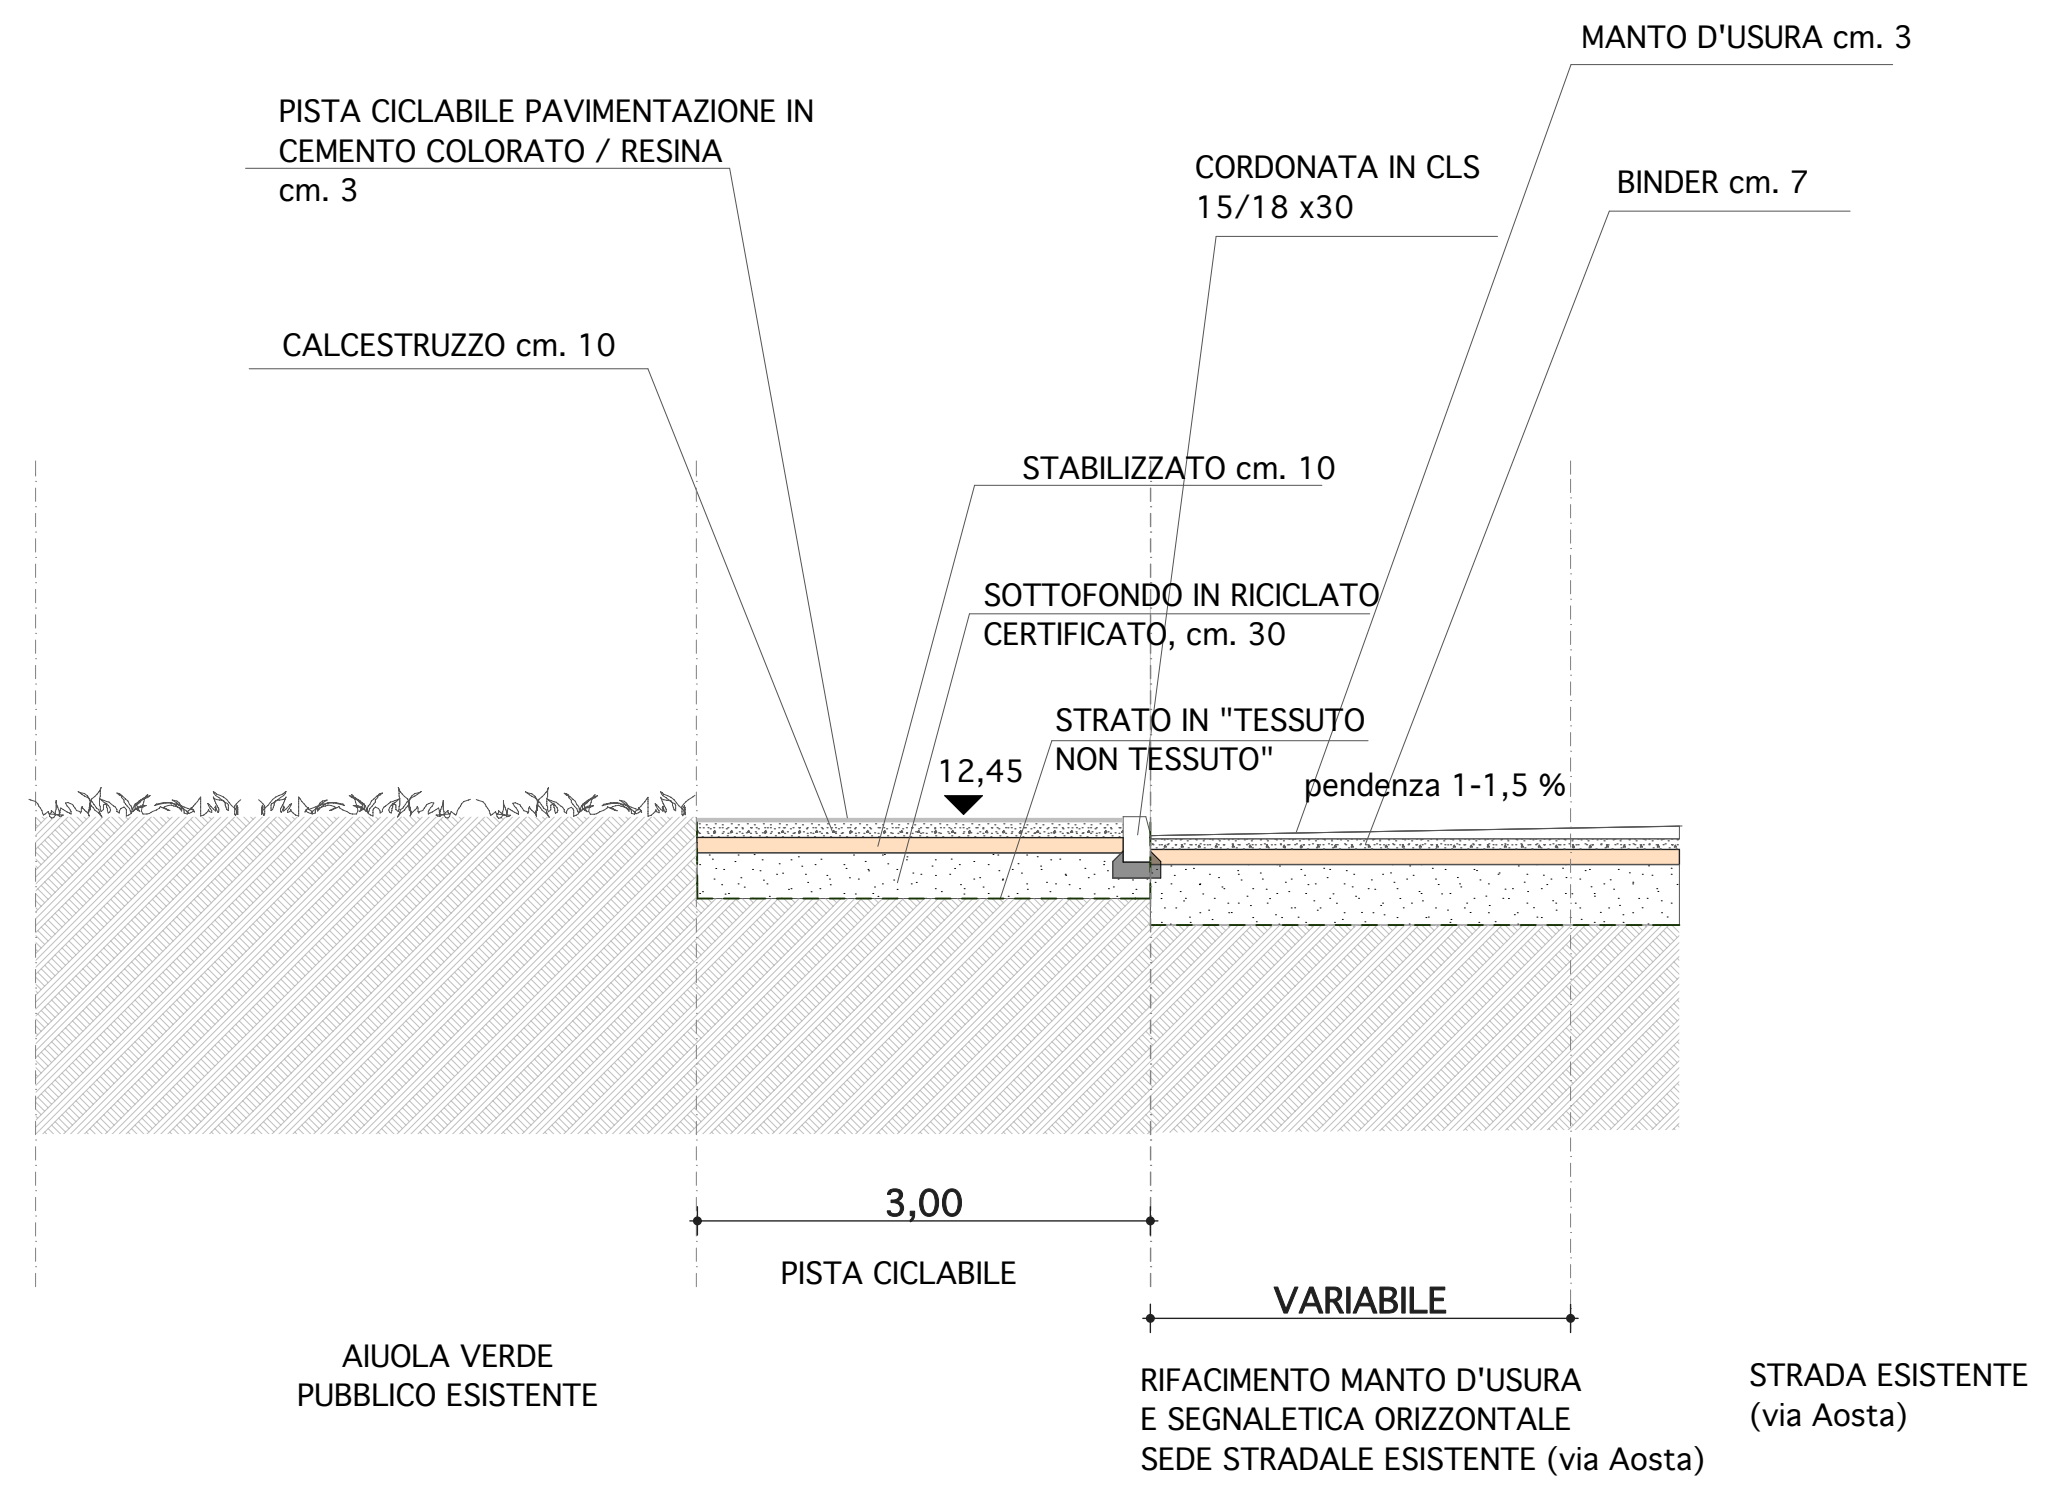 MANTO D'USURA cm. 3
PISTA CICLABILE PAVIMENTAZIONE IN
CEMENTO COLORATO / RESINA
cm. 3
CORDONATA IN CLS
15/18 x30
BINDER cm. 7
CALCESTRUZZO cm. 10
STABILIZZATO cm. 10
SOTTOFONDO IN RICICLATO
CERTIFICATO, cm. 30
STRATO IN "TESSUTO
NON TESSUTO"
12,45
pendenza 1-1,5 %
3,00
PISTA CICLABILE
VARIABILE
AIUOLA VERDE
PUBBLICO ESISTENTE
RIFACIMENTO MANTO D'USURA
E SEGNALETICA ORIZZONTALE
SEDE STRADALE ESISTENTE (via Aosta)
STRADA ESISTENTE
(via Aosta)